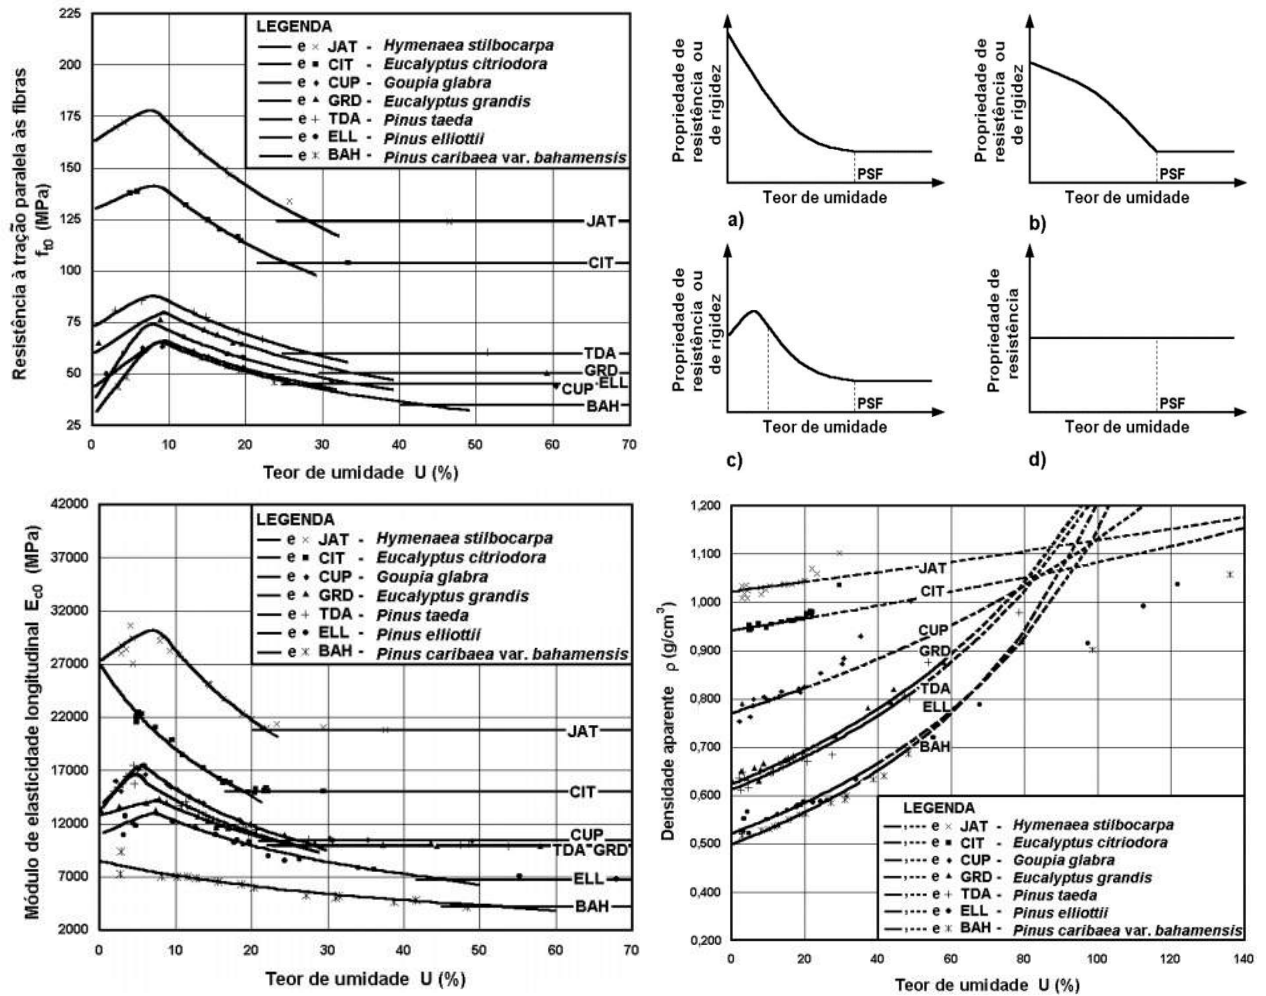 225
200
175
150
125
100
75
50
25
0
10
20
30
40
50
60
70
Resistência à tração paralela às fibras
f t0 (MPa)
Teor de umidade U (%)
LEGENDA
e × JAT - Hymenaea stilbocarpa
e ■ CIT - Eucalyptus citriodora
e ♦ CUP - Goupia glabra
e ▲ GRD - Eucalyptus grandis
e + TDA - Pinus taeda
e ● ELL - Pinus elliottii
e ж BAH - Pinus caribaea var. bahamensis
JAT
CIT
TDA
GRD
ELL
CUP
BAH
Propriedade de
resistência ou
de rigidez
PSF
Teor de umidade
a)
Propriedade de
resistência ou
de rigidez
PSF
Teor de umidade
b)
Propriedade de
resistência ou
de rigidez
PSF
Teor de umidade
c)
Propriedade de
resistência
PSF
Teor de umidade
d)
42000
37000
32000
27000
22000
17000
12000
7000
2000
0
10
20
30
40
50
60
70
Módulo de elasticidade longitudinal E c0 (MPa)
Teor de umidade U (%)
LEGENDA
e × JAT - Hymenaea stilbocarpa
e ■ CIT - Eucalyptus citriodora
e ♦ CUP - Goupia glabra
e ▲ GRD - Eucalyptus grandis
e + TDA - Pinus taeda
e ● ELL - Pinus elliottii
e ж BAH - Pinus caribaea var. bahamensis
JAT
CIT
CUP
TDA GRD
ELL
BAH
1,200
1,100
1,000
0,900
0,800
0,700
0,600
0,500
0,400
0,200
0
20
40
60
80
100
120
140
Densidade aparente ρ (g/cm³)
Teor de umidade U (%)
JAT
CIT
CUP
GRD
TDA
ELL
BAH
LEGENDA
e × JAT - Hymenaea stilbocarpa
e ■ CIT - Eucalyptus citriodora
e ♦ CUP - Goupia glabra
e ▲ GRD - Eucalyptus grandis
e + TDA - Pinus taeda
e ● ELL - Pinus elliottii
e ж BAH - Pinus caribaea var. bahamensis